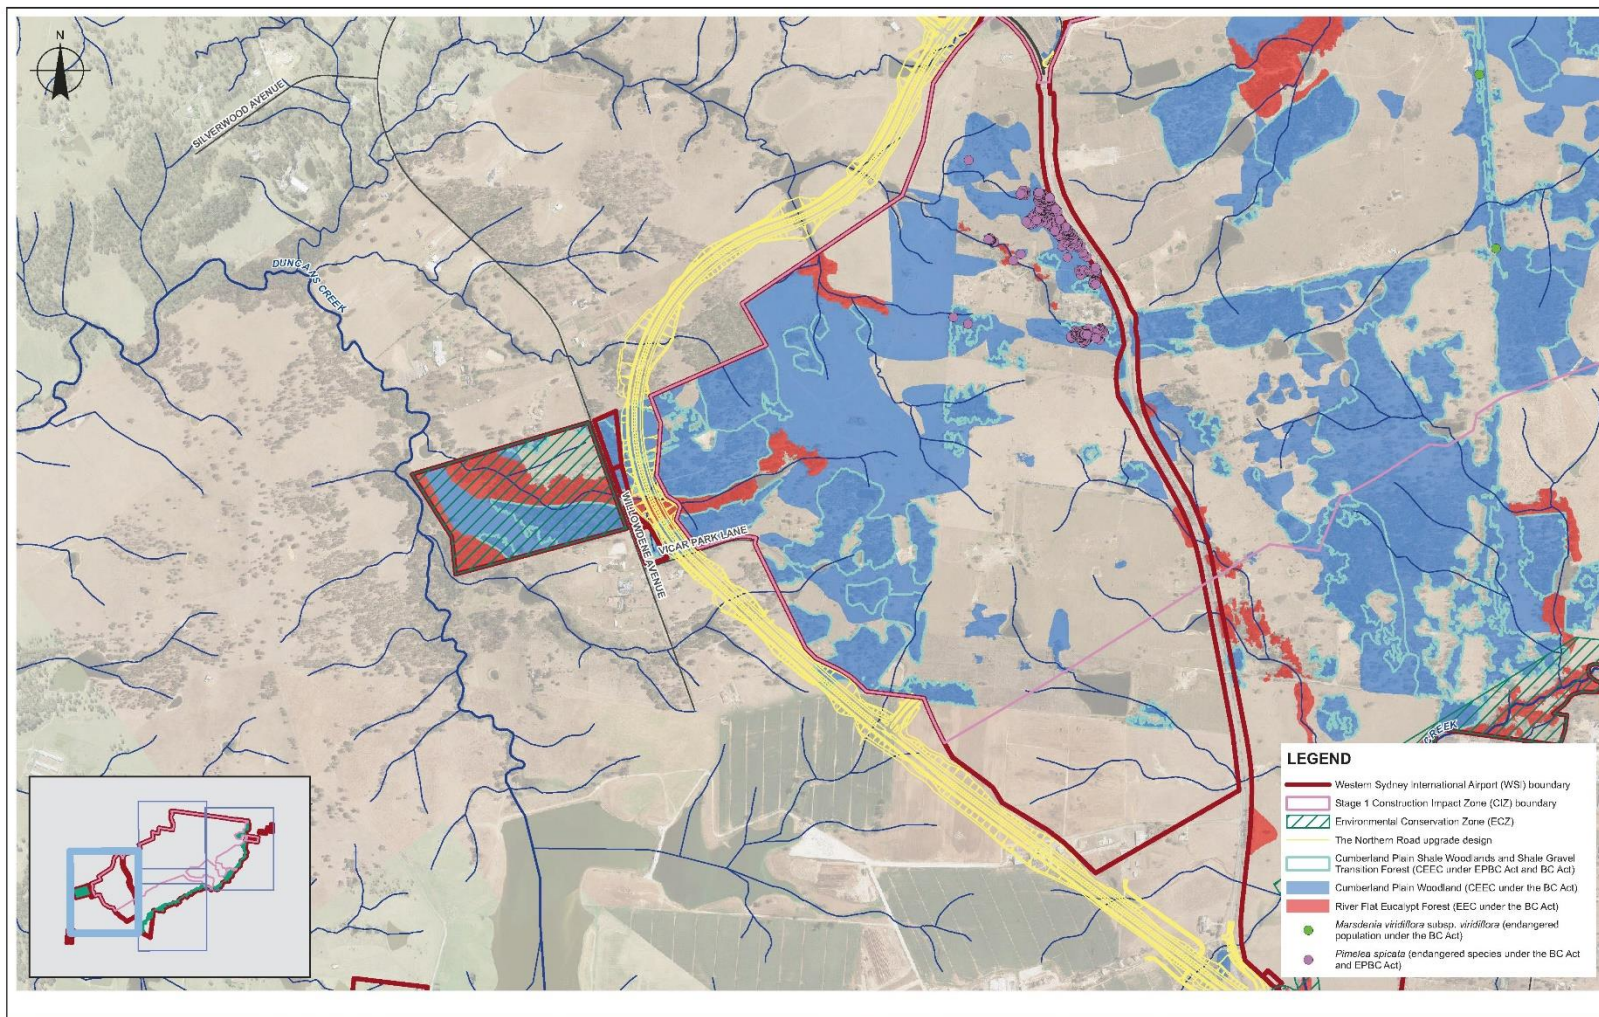 N
SILVERWOOD AVENUE
DUNCANS CREEK
WILLOWDENE AVENUE
VICAR PARK LANE
CREEK
LEGEND
Western Sydney International Airport (WSI) boundary
Stage 1 Construction Impact Zone (CIZ) boundary
Environmental Conservation Zone (ECZ)
The Northern Road upgrade design
Cumberland Plain Shale Woodlands and Shale Gravel
Transition Forest (CEEC under EPBC Act and BC Act)
Cumberland Plain Woodland (CEEC under the BC Act)
River Flat Eucalypt Forest (EEC under the BC Act)
Marsdenia viridiflora subsp. viridiflora (endangered
population under the BC Act)
Pimelea spicata (endangered species under the BC Act
and EPBC Act)